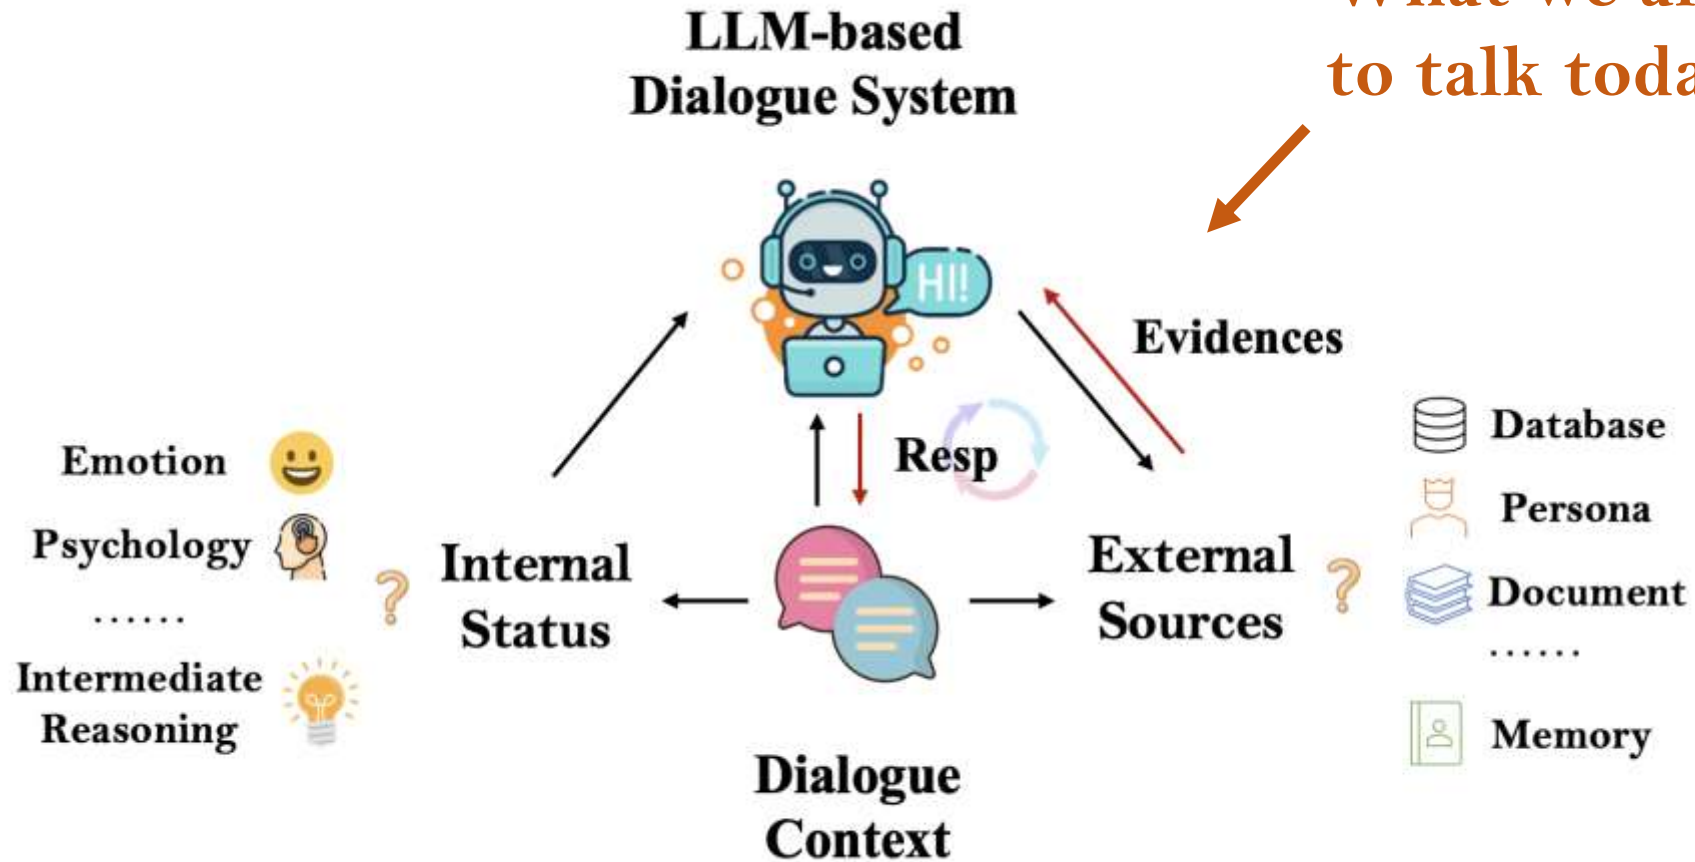 LLM-based
Dialogue System
to talk
HI!
Evidences
Resp
Emotion
Psychology
......
Intermediate
Reasoning
?
Internal
Status
External
Sources
?
Database
Persona
Document
......
Memory
Dialogue
Context